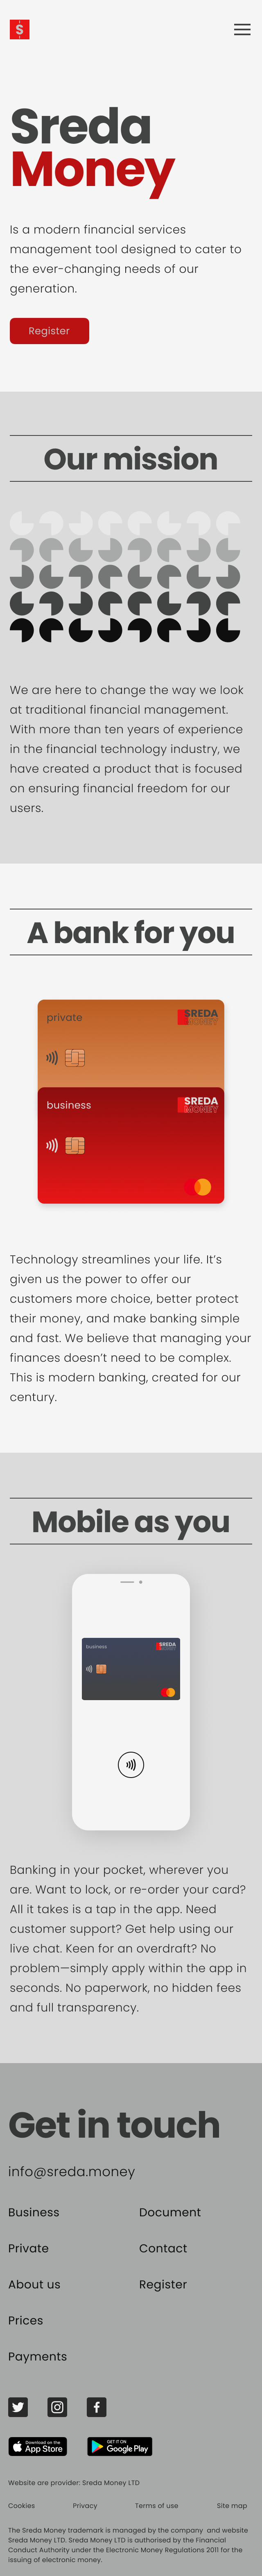 $
Sreda
Money
Is a modern financial services
management tool designed to cater to
the ever-changing needs of our
generation.
Register
Our mission
We are here to change the way we look
at traditional financial management.
With more than ten years of experience
in the financial technology industry, we
have created a product that is focused
on ensuring financial freedom for our
users.
A bank for you
private
SREDA
MONEY
business
SREDA
MONEY
Technology streamlines your life. It’s
given us the power to offer our
customers more choice, better protect
their money, and make banking simple
and fast. We believe that managing your
finances doesn’t need to be complex.
This is modern banking, created for our
century.
Mobile as you
business
SREDA
MONEY
Banking in your pocket, wherever you
are. Want to lock, or re-order your card?
All it takes is a tap in the app. Need
customer support? Get help using our
live chat. Keen for an overdraft? No
problem—simply apply within the app in
seconds. No paperwork, no hidden fees
and full transparency.
Get in touch
info@sreda.money
Business
Document
Private
Contact
About us
Register
Prices
Payments
Download on the
App Store
GET IT ON
Google Play
Website are provider: Sreda Money LTD
Cookies
Privacy
Terms of use
Site map
The Sreda Money trademark is managed by the company and website
Sreda Money LTD. Sreda Money LTD is authorised by the Financial
Conduct Authority under the Electronic Money Regulations 2011 for the
issuing of electronic money.